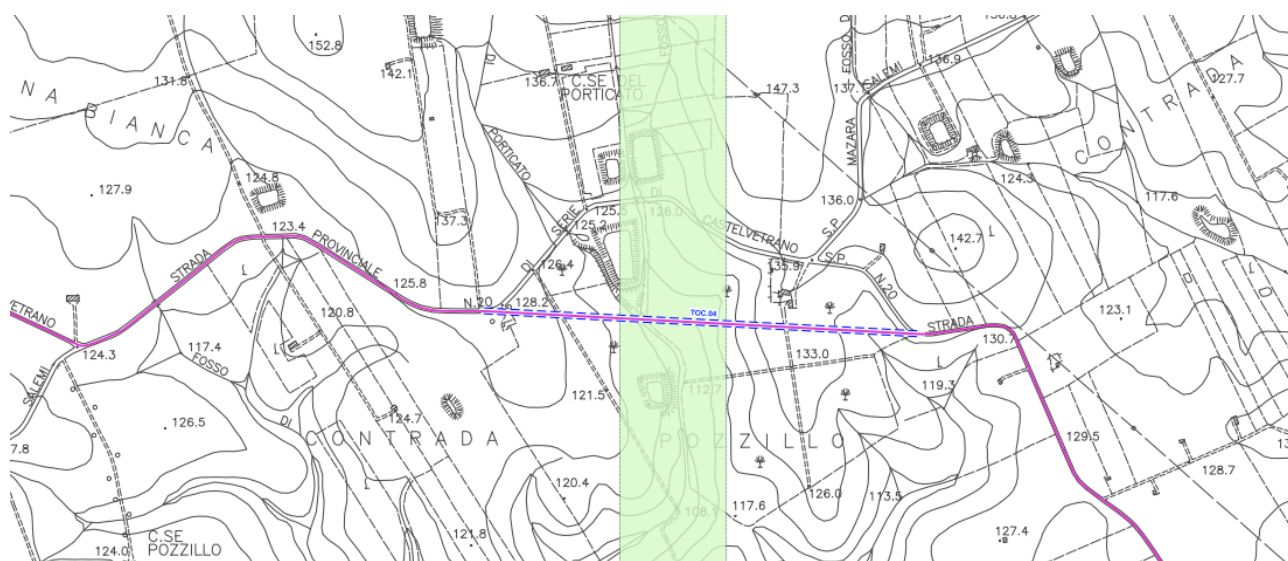 152.8
142.1
136.7
C.SE DEL
PORTICATO
FOSSO
FOSSO
D
136.9
SALEMI
137.
127.7
131.8
147.3
NA BIANCA
DI
PORTICATO
MAZARA
CONTRADA
124.8
124.3
117.6
127.9
137.3
SERIE
DI
125.5
125.2
DI
126.0
CASTELVETRANO
136.0
S.P.
123.4
STRADA
PROVINCIALE
142.7
126.4
DI
135.9
S.P.
N.20
125.8
N.20
128.2
TOC.04
STRADA
130.7
123.1
VETRANO
120.8
124.3
117.4
FOSSO
133.0
119.3
112.7
SALEMI
121.5
DI
126.5
124.7
CONTRADA
POZZILLO
129.5
7.8
128.7
120.4
126.0
113.5
117.6
108.1
C.SE
POZZILLO
121.8
127.4
124.0